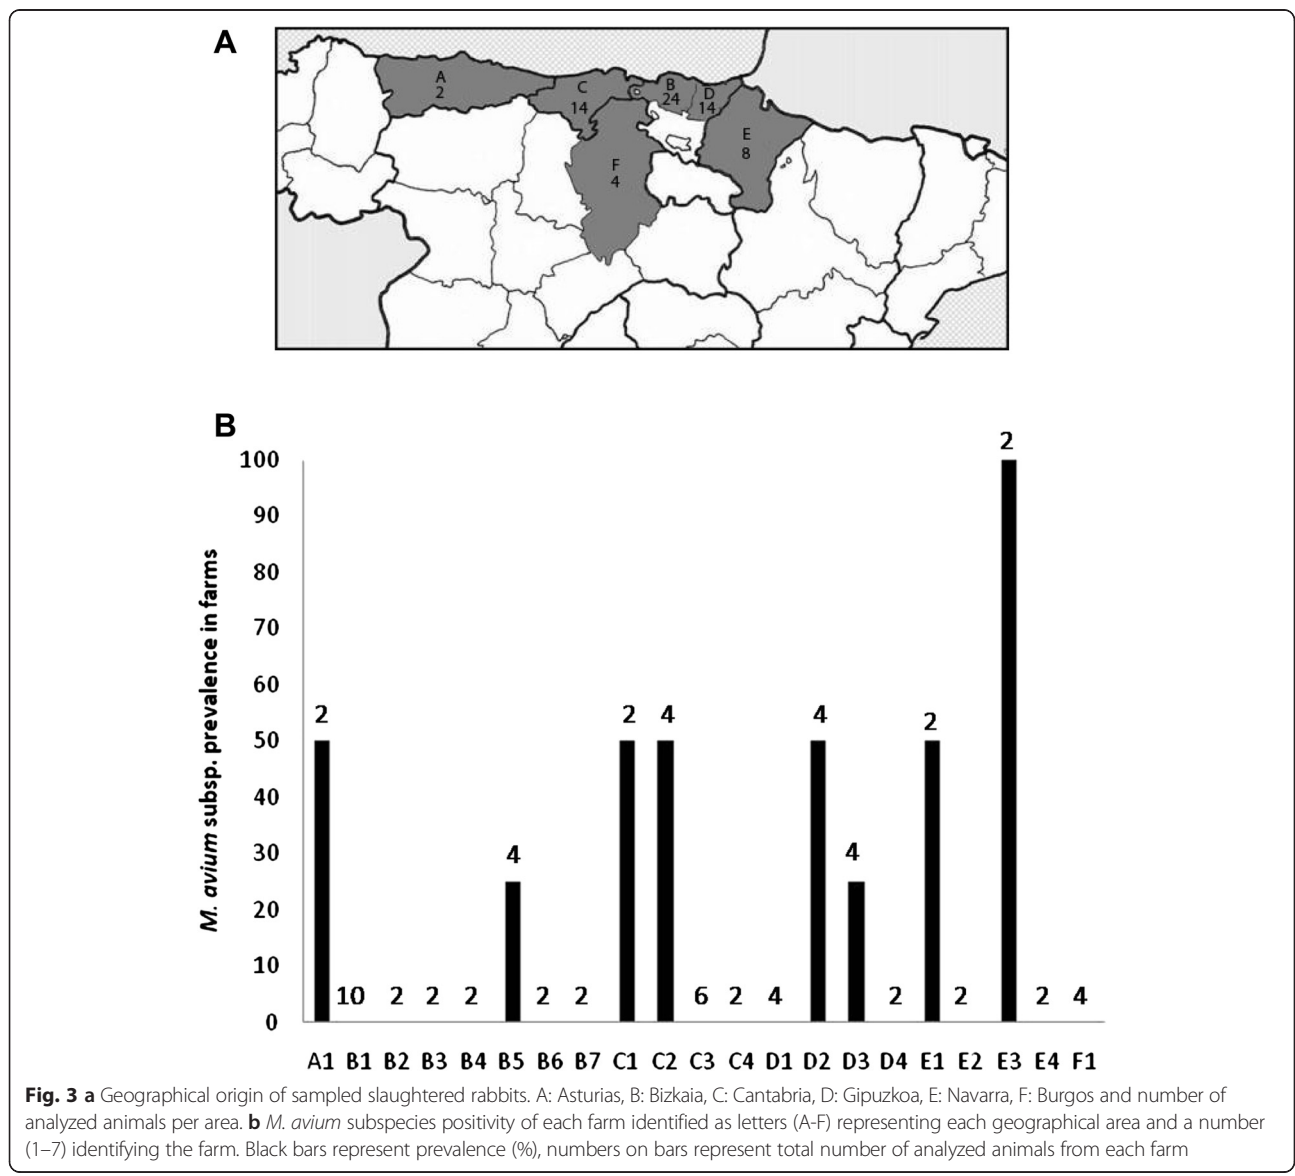 A
A
2
C
14
B
24
D
14
E
8
F
4
B
M. avium subsp. prevalence in farms
100
90
80
70
60
50
40
30
20
10
0
2
10
2
2
2
4
2
2
2
4
6
2
4
4
4
2
2
2
2
2
4
A1 B1 B2 B3 B4 B5 B6 B7 C1 C2 C3 C4 D1 D2 D3 D4 E1 E2 E3 E4 F1
Fig. 3 a Geographical origin of sampled slaughtered rabbits. A: Asturias, B: Bizkaia, C: Cantabria, D: Gipuzkoa, E: Navarra, F: Burgos and number of
analyzed animals per area. b M. avium subspecies positivity of each farm identified as letters (A-F) representing each geographical area and a number
(1–7) identifying the farm. Black bars represent prevalence (%), numbers on bars represent total number of analyzed animals from each farm